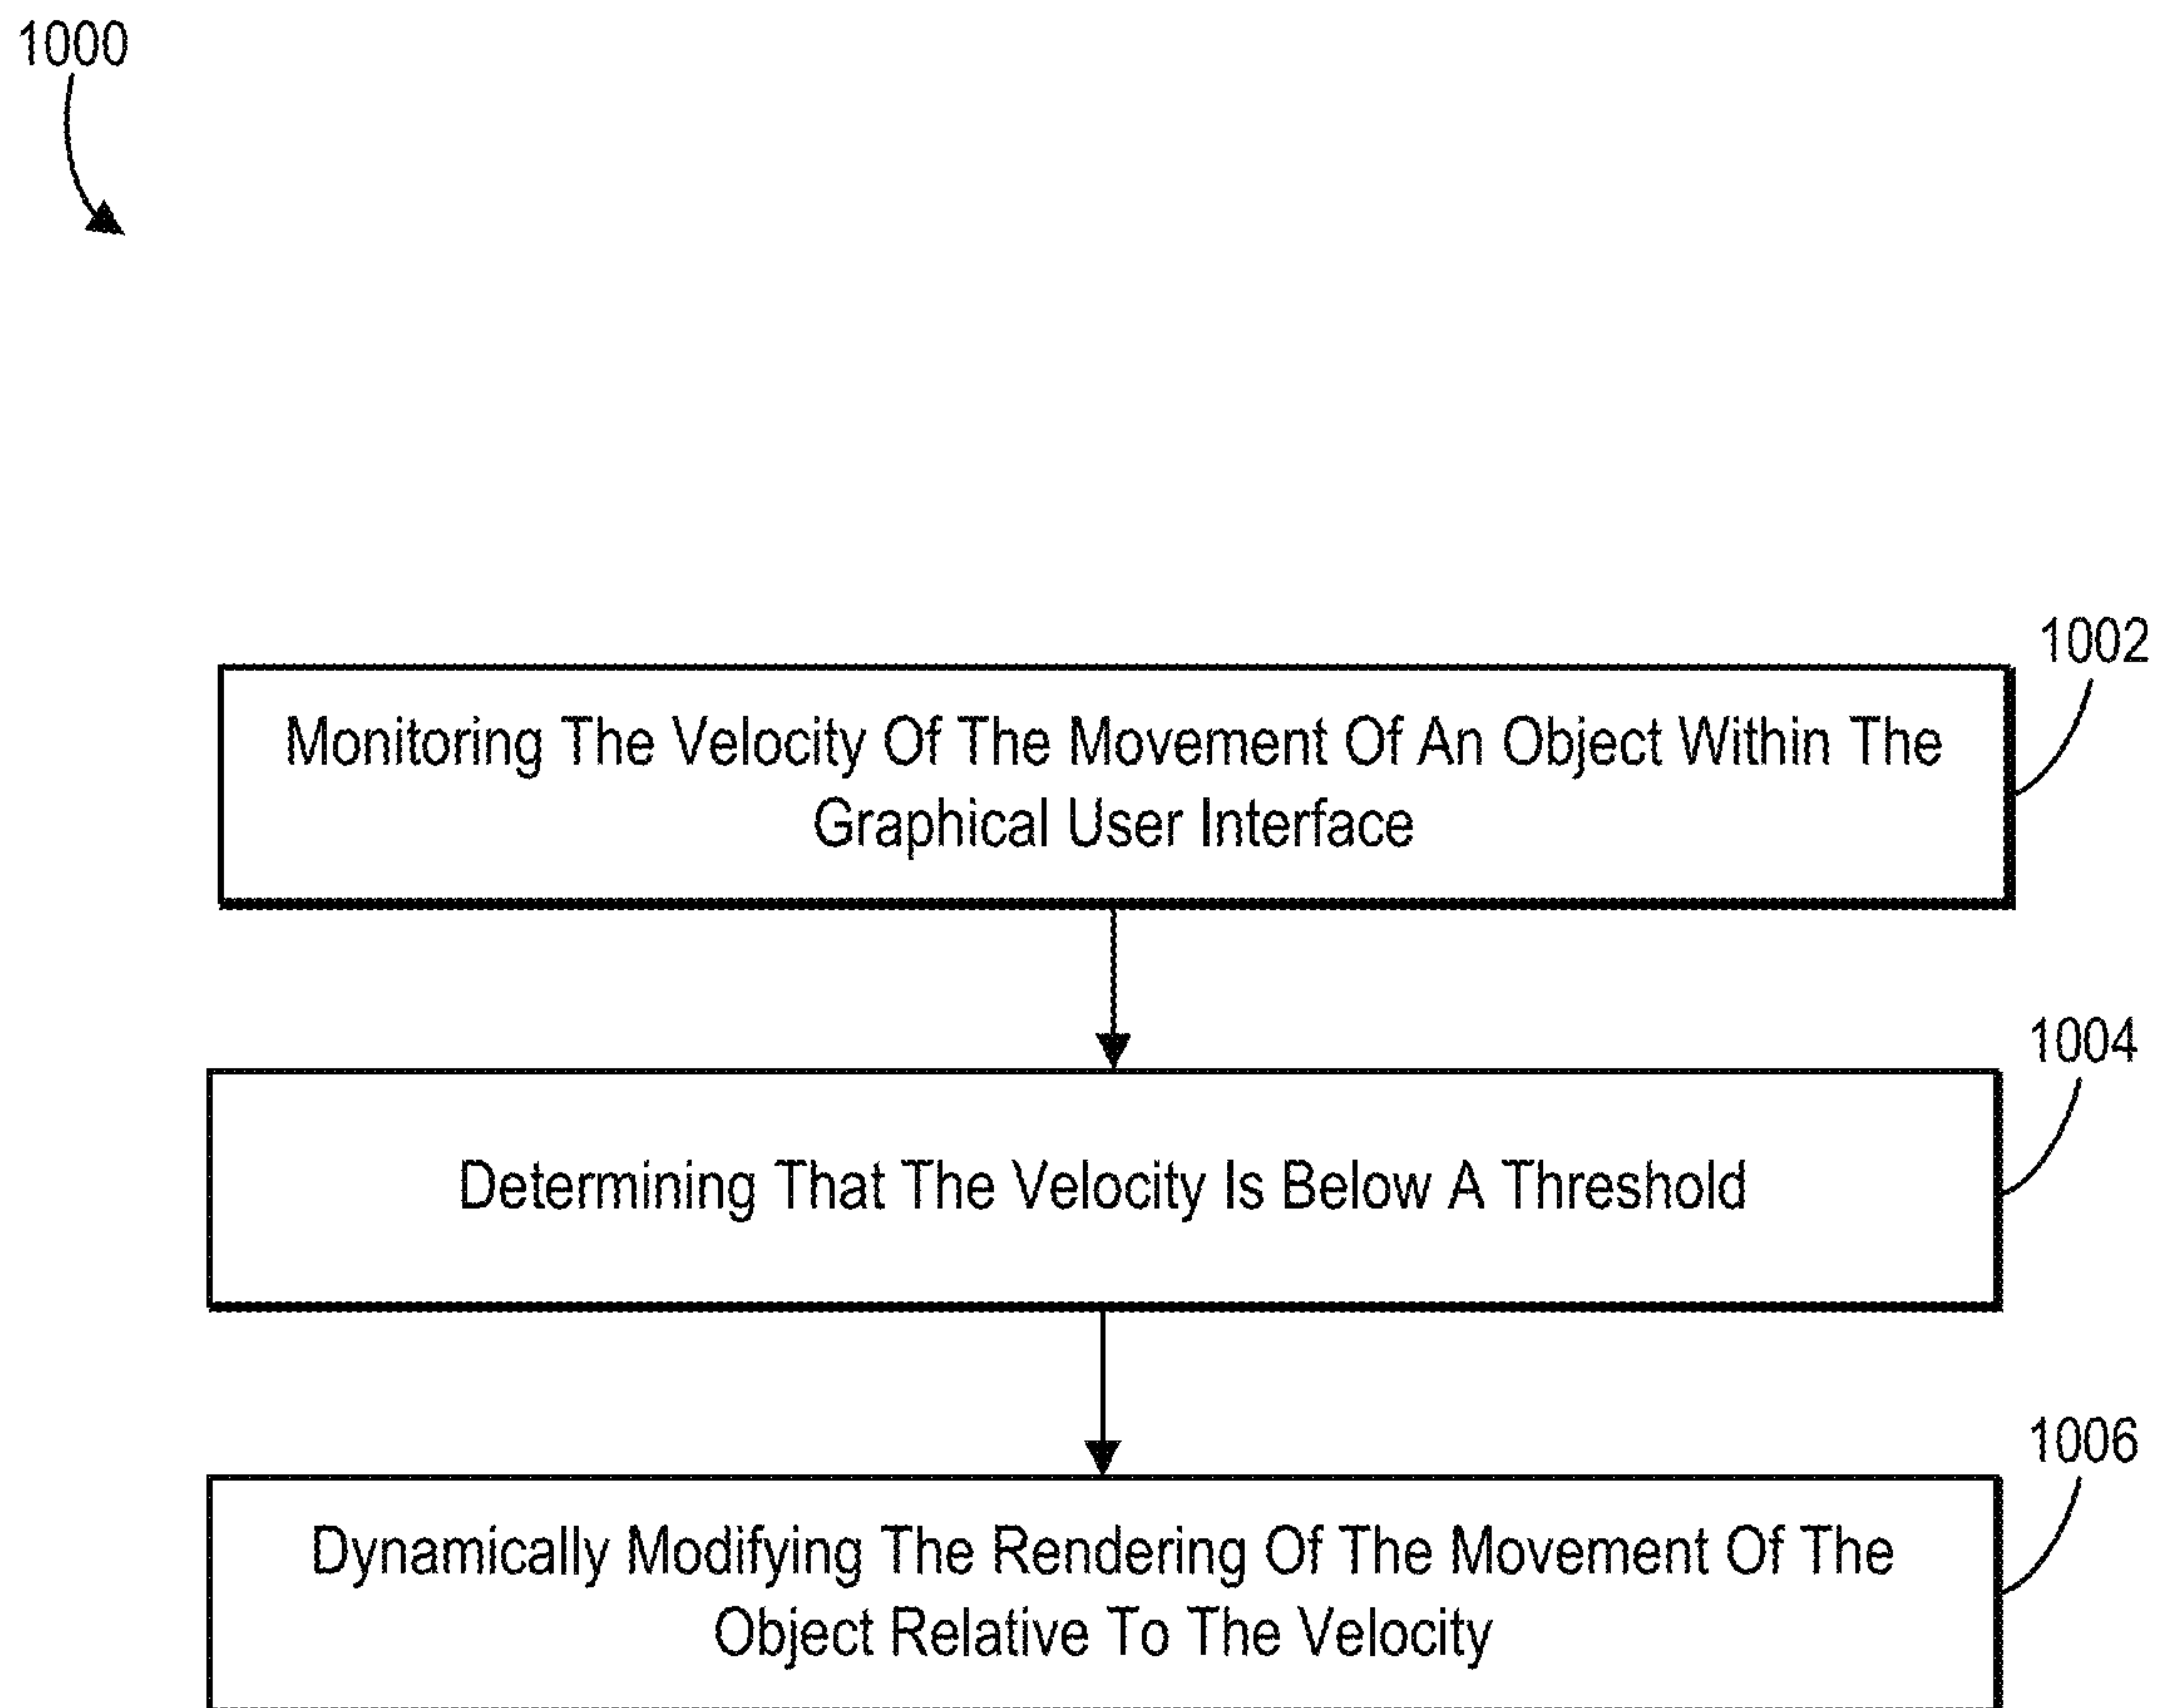 1000
1002
Monitoring The Velocity Of The Movement Of An Object Within The
Graphical User Interface
1004
Determining That The Velocity Is Below A Threshold
1006
Dynamically Modifying The Rendering Of The Movement Of The
Object Relative To The Velocity